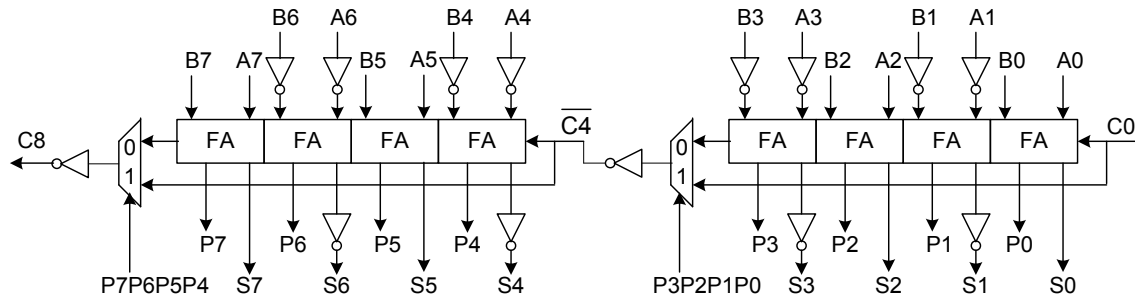 B6 A6 B4 A4 B3 A3 B1 A1
B7 A7 B5 A5 B2 A2 B0 A0
C8 0 FA FA FA FA C4̅ 0 FA FA FA FA C0
1 1
P7 P6 P5 P4 P3 P2 P1 P0
P7P6P5P4 S7 S6 S5 S4 P3P2P1P0 S3 S2 S1 S0